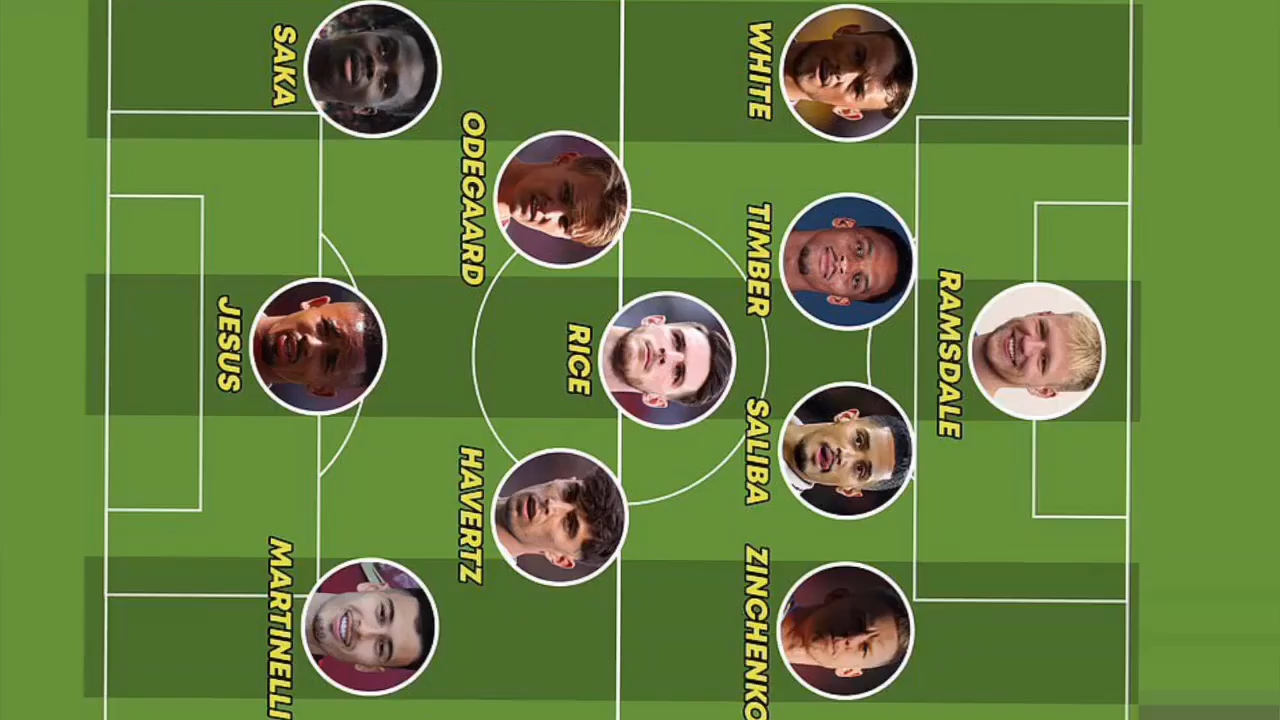 RAMSDALE
WHITE
TIMBER
SALIBA
ZINCHENKO
RICE
ODEGAARD
HAVERTZ
SAKA
MARTINELLI
JESUS